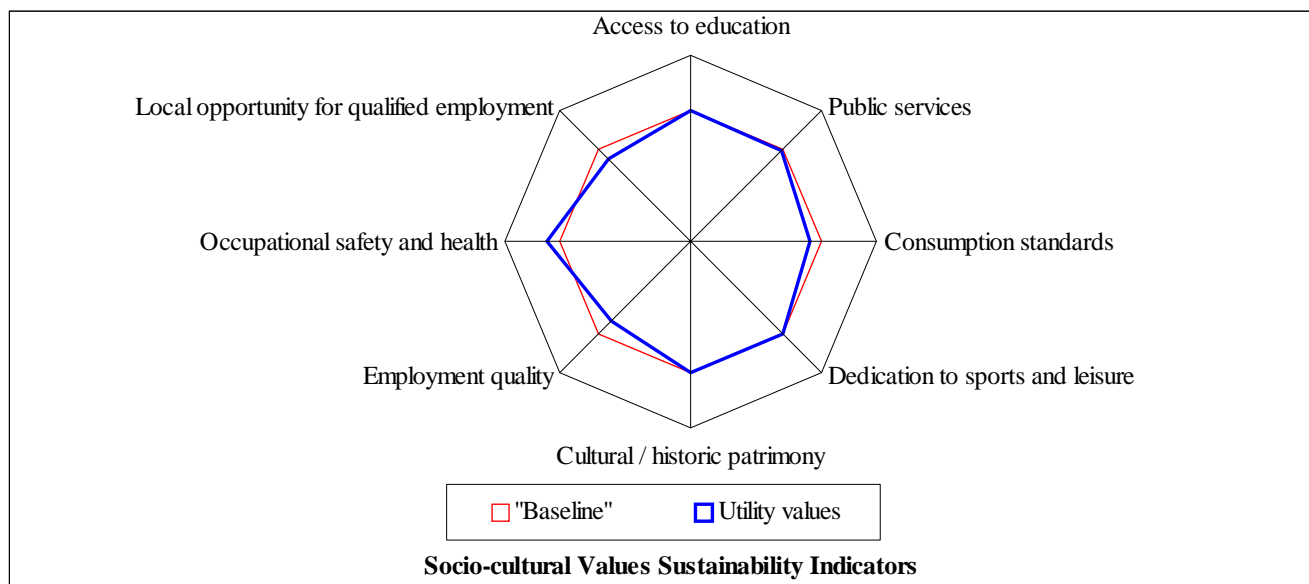 Access to education
Local opportunity for qualified employment
Public services
Occupational safety and health
Consumption standards
Employment quality
Dedication to sports and leisure
Cultural / historic patrimony
"Baseline"
Utility values
Socio-cultural Values Sustainability Indicators